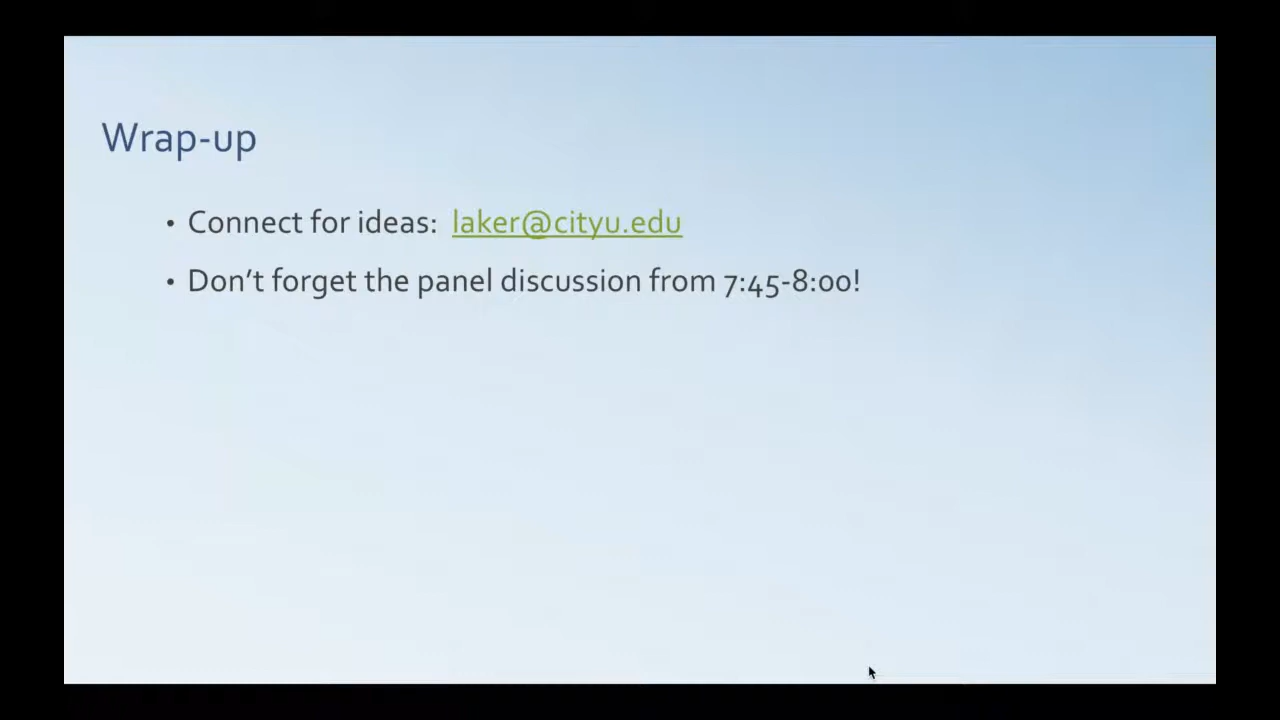 Wrap-up
• Connect for ideas: laker@cityu.edu
• Don’t forget the panel discussion from 7:45-8:00!